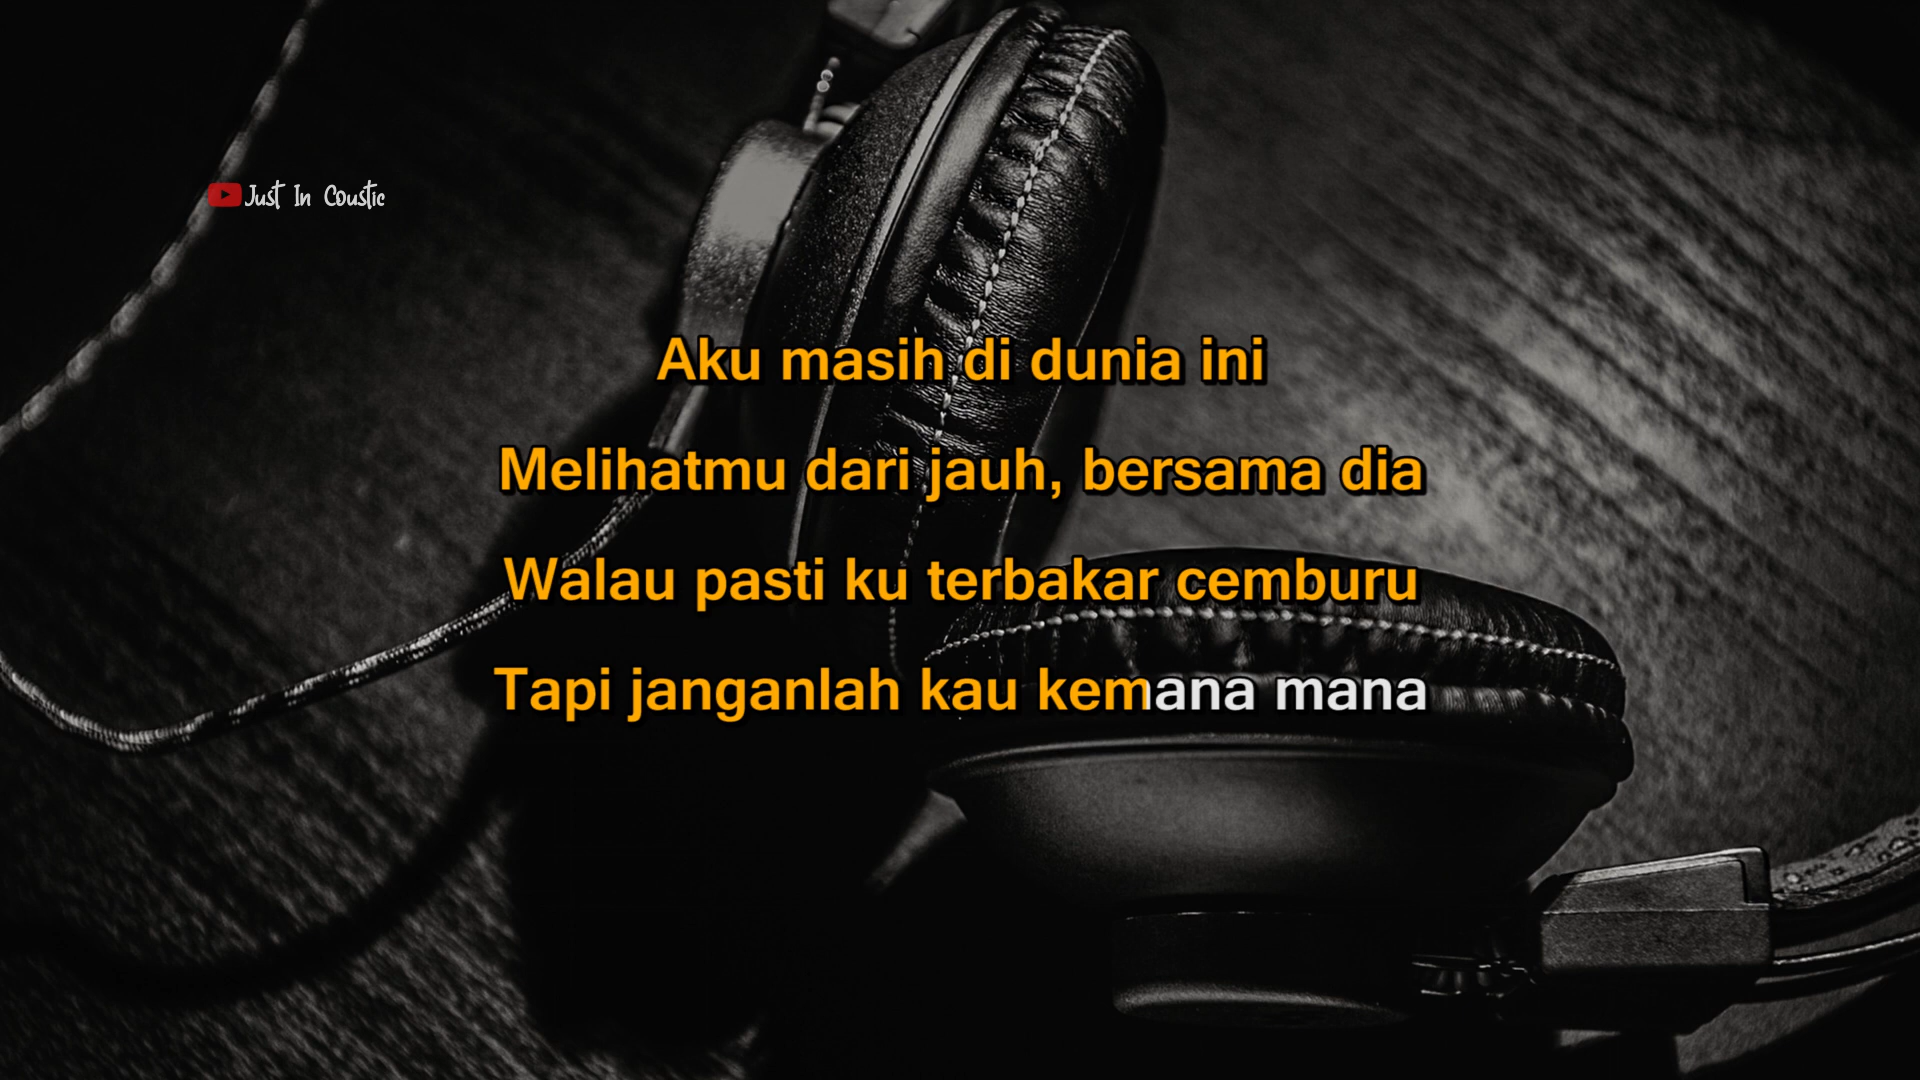 Just In Coustic
Aku masih di dunia ini
Melihatmu dari jauh, bersama dia
Walau pasti ku terbakar cemburu
Tapi janganlah kau kemana mana